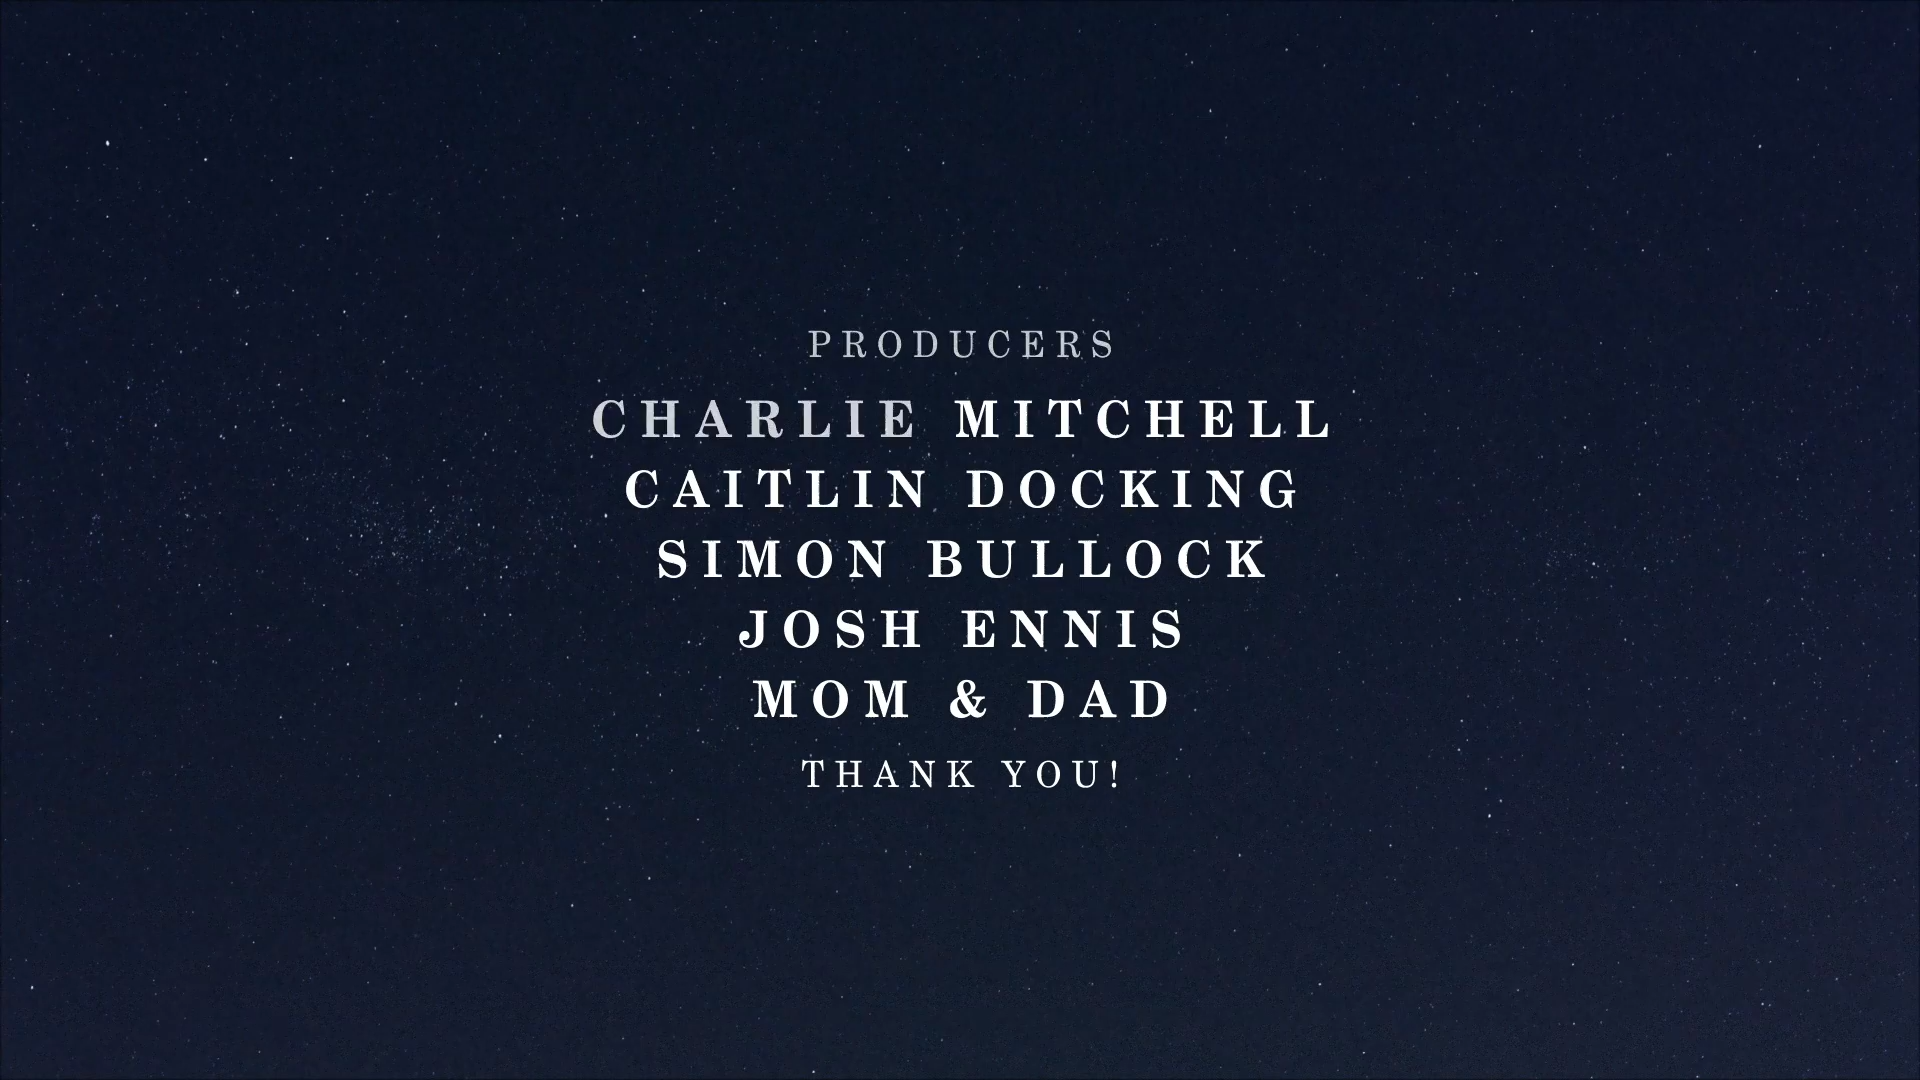 PRODUCERS
CHARLIE MITCHELL
CAITLIN DOCKING
SIMON BULLOCK
JOSH ENNIS
MOM & DAD
THANK YOU!